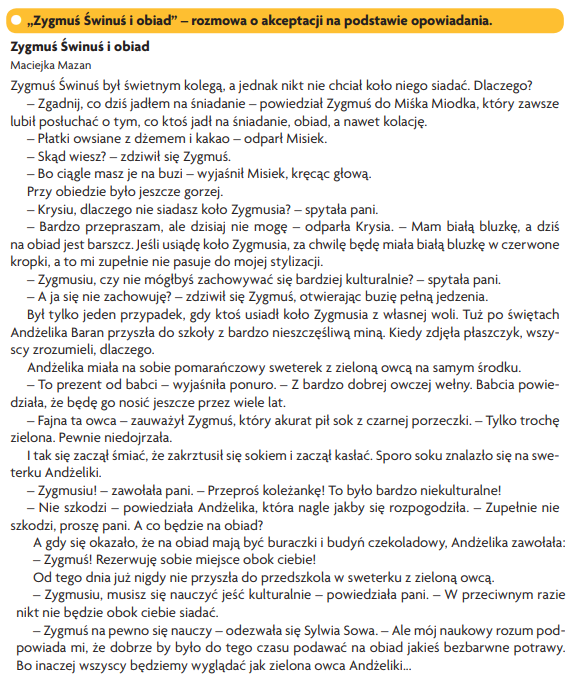 „Zygmuś Świnuś i obiad” – rozmowa o akceptacji na podstawie opowiadania.
Zygmuś Świnuś i obiad
Maciejka Mazan
Zygmuś Świnuś był świetnym kolegą, a jednak nikt nie chciał koło niego siadać. Dlaczego?
– Zgadnij, co dziś jadłem na śniadanie – powiedział Zygmuś do Miśka Miodka, który zawsze
lubił posłuchać o tym, co ktoś jadł na śniadanie, obiad, a nawet kolację.
– Płatki owsiane z dżemem i kakao – odparł Misiek.
– Skąd wiesz? – zdziwił się Zygmuś.
– Bo ciągle masz je na buzi – wyjaśnił Misiek, kręcąc głową.
Przy obiedzie było jeszcze gorzej.
– Krysiu, dlaczego nie siadasz koło Zygmusia? – spytała pani.
– Bardzo przepraszam, ale dzisiaj nie mogę – odparła Krysia. – Mam białą bluzkę, a dziś
na obiad jest barszcz. Jeśli usiądę koło Zygmusia, za chwilę będę miała białą bluzkę w czerwone
kropki, a to mi zupełnie nie pasuje do mojej stylizacji.
– Zygmusiu, czy nie mógłbyś zachowywać się bardziej kulturalnie? – spytała pani.
– A ja się nie zachowuję? – zdziwił się Zygmuś, otwierając buzię pełną jedzenia.
Był tylko jeden przypadek, gdy ktoś usiadł koło Zygmusia z własnej woli. Tuż po świętach
Andżelika Baran przyszła do szkoły z bardzo nieszczęśliwą miną. Kiedy zdjęła płaszczyk, wszy-
scy zrozumieli, dlaczego.
Andżelika miała na sobie pomarańczowy sweterek z zieloną owcą na samym środku.
– To prezent od babci – wyjaśniła ponuro. – Z bardzo dobrej owczej wełny. Babcia powie-
działa, że będę go nosić jeszcze przez wiele lat.
– Fajna ta owca – zauważył Zygmuś, który akurat pił sok z czarnej porzeczki. – Tylko trochę
zielona. Pewnie niedojrzała.
I tak się zaczął śmiać, że zakrztusił się sokiem i zaczął kasłać. Sporo soku znalazło się na swe-
terku Andżeliki.
– Zygmusiu! – zawołała pani. – Przeproś koleżankę! To było bardzo niekulturalne!
– Nie szkodzi – powiedziała Andżelika, która nagle jakby się rozpogodziła. – Zupełnie nie
szkodzi, proszę pani. A co będzie na obiad?
A gdy się okazało, że na obiad mają być buraczki i budyń czekoladowy, Andżelika zawołała:
– Zygmuś! Rezerwuję sobie miejsce obok ciebie!
Od tego dnia już nigdy nie przyszła do przedszkola w sweterku z zieloną owcą.
– Zygmusiu, musisz się nauczyć jeść kulturalnie – powiedziała pani. – W przeciwnym razie
nikt nie będzie obok ciebie siadać.
– Zygmuś na pewno się nauczy – odezwała się Sylwia Sowa. – Ale mój naukowy rozum pod-
powiada mi, że dobrze by było do tego czasu podawać na obiad jakieś bezbarwne potrawy.
Bo inaczej wszyscy będziemy wyglądać jak zielona owca Andżeliki...